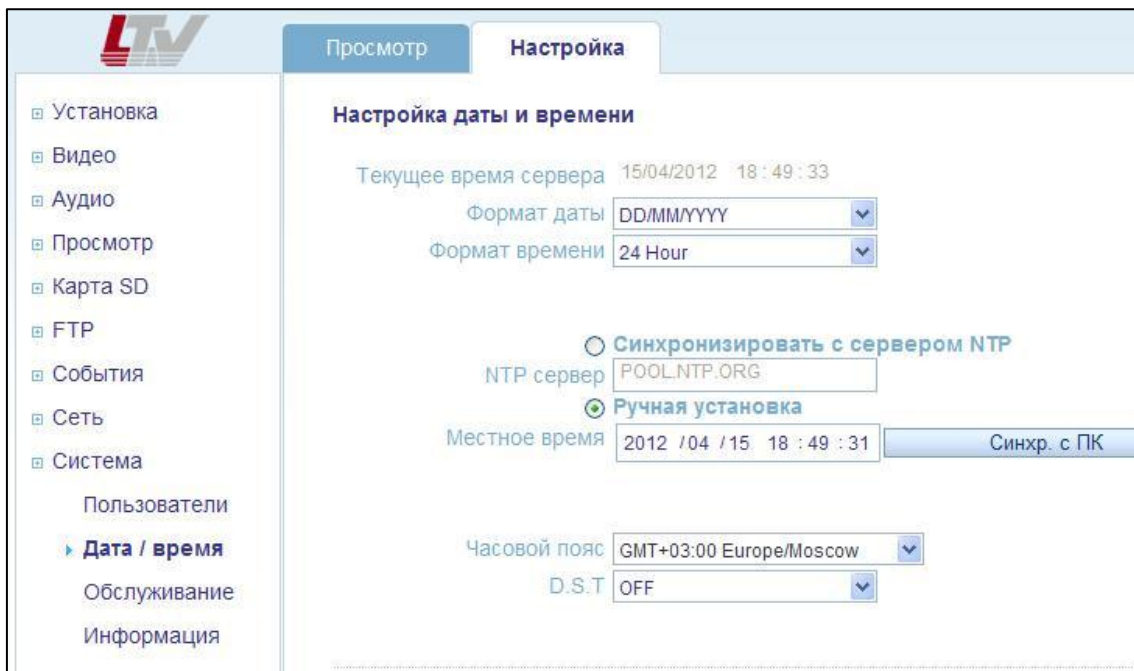 LTV
Просмотр
Настройка
Установка
Видео
Аудио
Просмотр
Карта SD
FTP
События
Сеть
Система
Пользователи
Дата / время
Обслуживание
Информация
Настройка даты и времени
Текущее время сервера 15/04/2012 18 : 49 : 33
Формат даты DD/MM/YYYY
Формат времени 24 Hour
Синхронизировать с сервером NTP
NTP сервер POOL.NTP.ORG
Ручная установка
Местное время 2012 / 04 / 15 18 : 49 : 31 Синхр. с ПК
Часовой пояс GMT+03:00 Europe/Moscow
D.S.T OFF